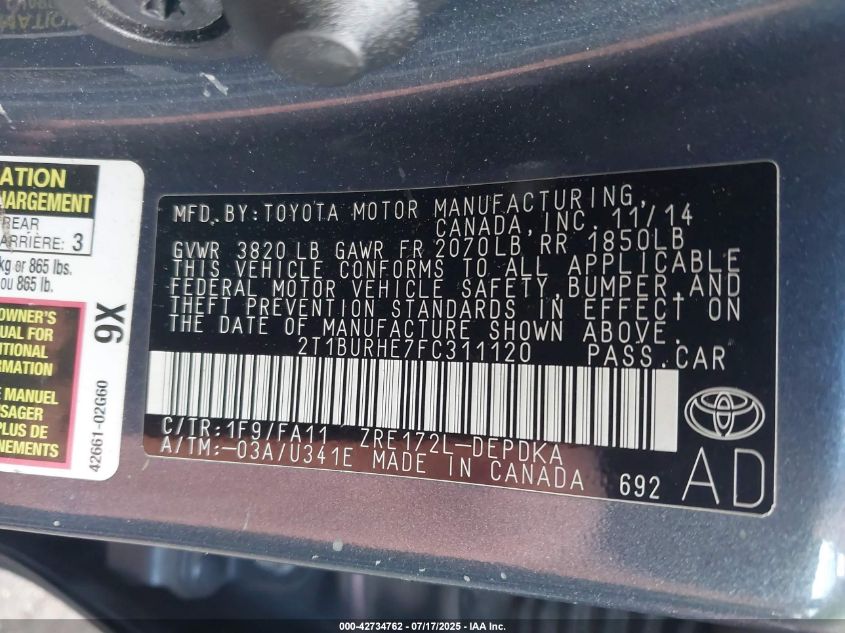 ATION
HARGEMENT
REAR
ARRIÈRE: 3
kg or 865 lbs.
ou 865 lb.
OWNER'S
UAL FOR
ITIONAL
RMATION
E MANUEL
USAGER
PLUS DE
NEMENTS
9X
42661-02G60
MFD. BY: TOYOTA MOTOR MANUFACTURING,
CANADA, INC. 11/14
GVWR 3820 LB GAWR FR 2070LB RR 1850LB
THIS VEHICLE CONFORMS TO ALL APPLICABLE
FEDERAL MOTOR VEHICLE SAFETY, BUMPER, AND
THEFT PREVENTION STANDARDS IN EFFECT ON
THE DATE OF MANUFACTURE SHOWN ABOVE.
2T1BURHE7FC311120 PASS. CAR
C/TR: 1F9/FA11 ZRE172L-DEPDKA
A/TM: -03A/U341E MADE IN CANADA
692
TOYOTA
AD
000-42734762 - 07/17/2025 - IAA Inc.